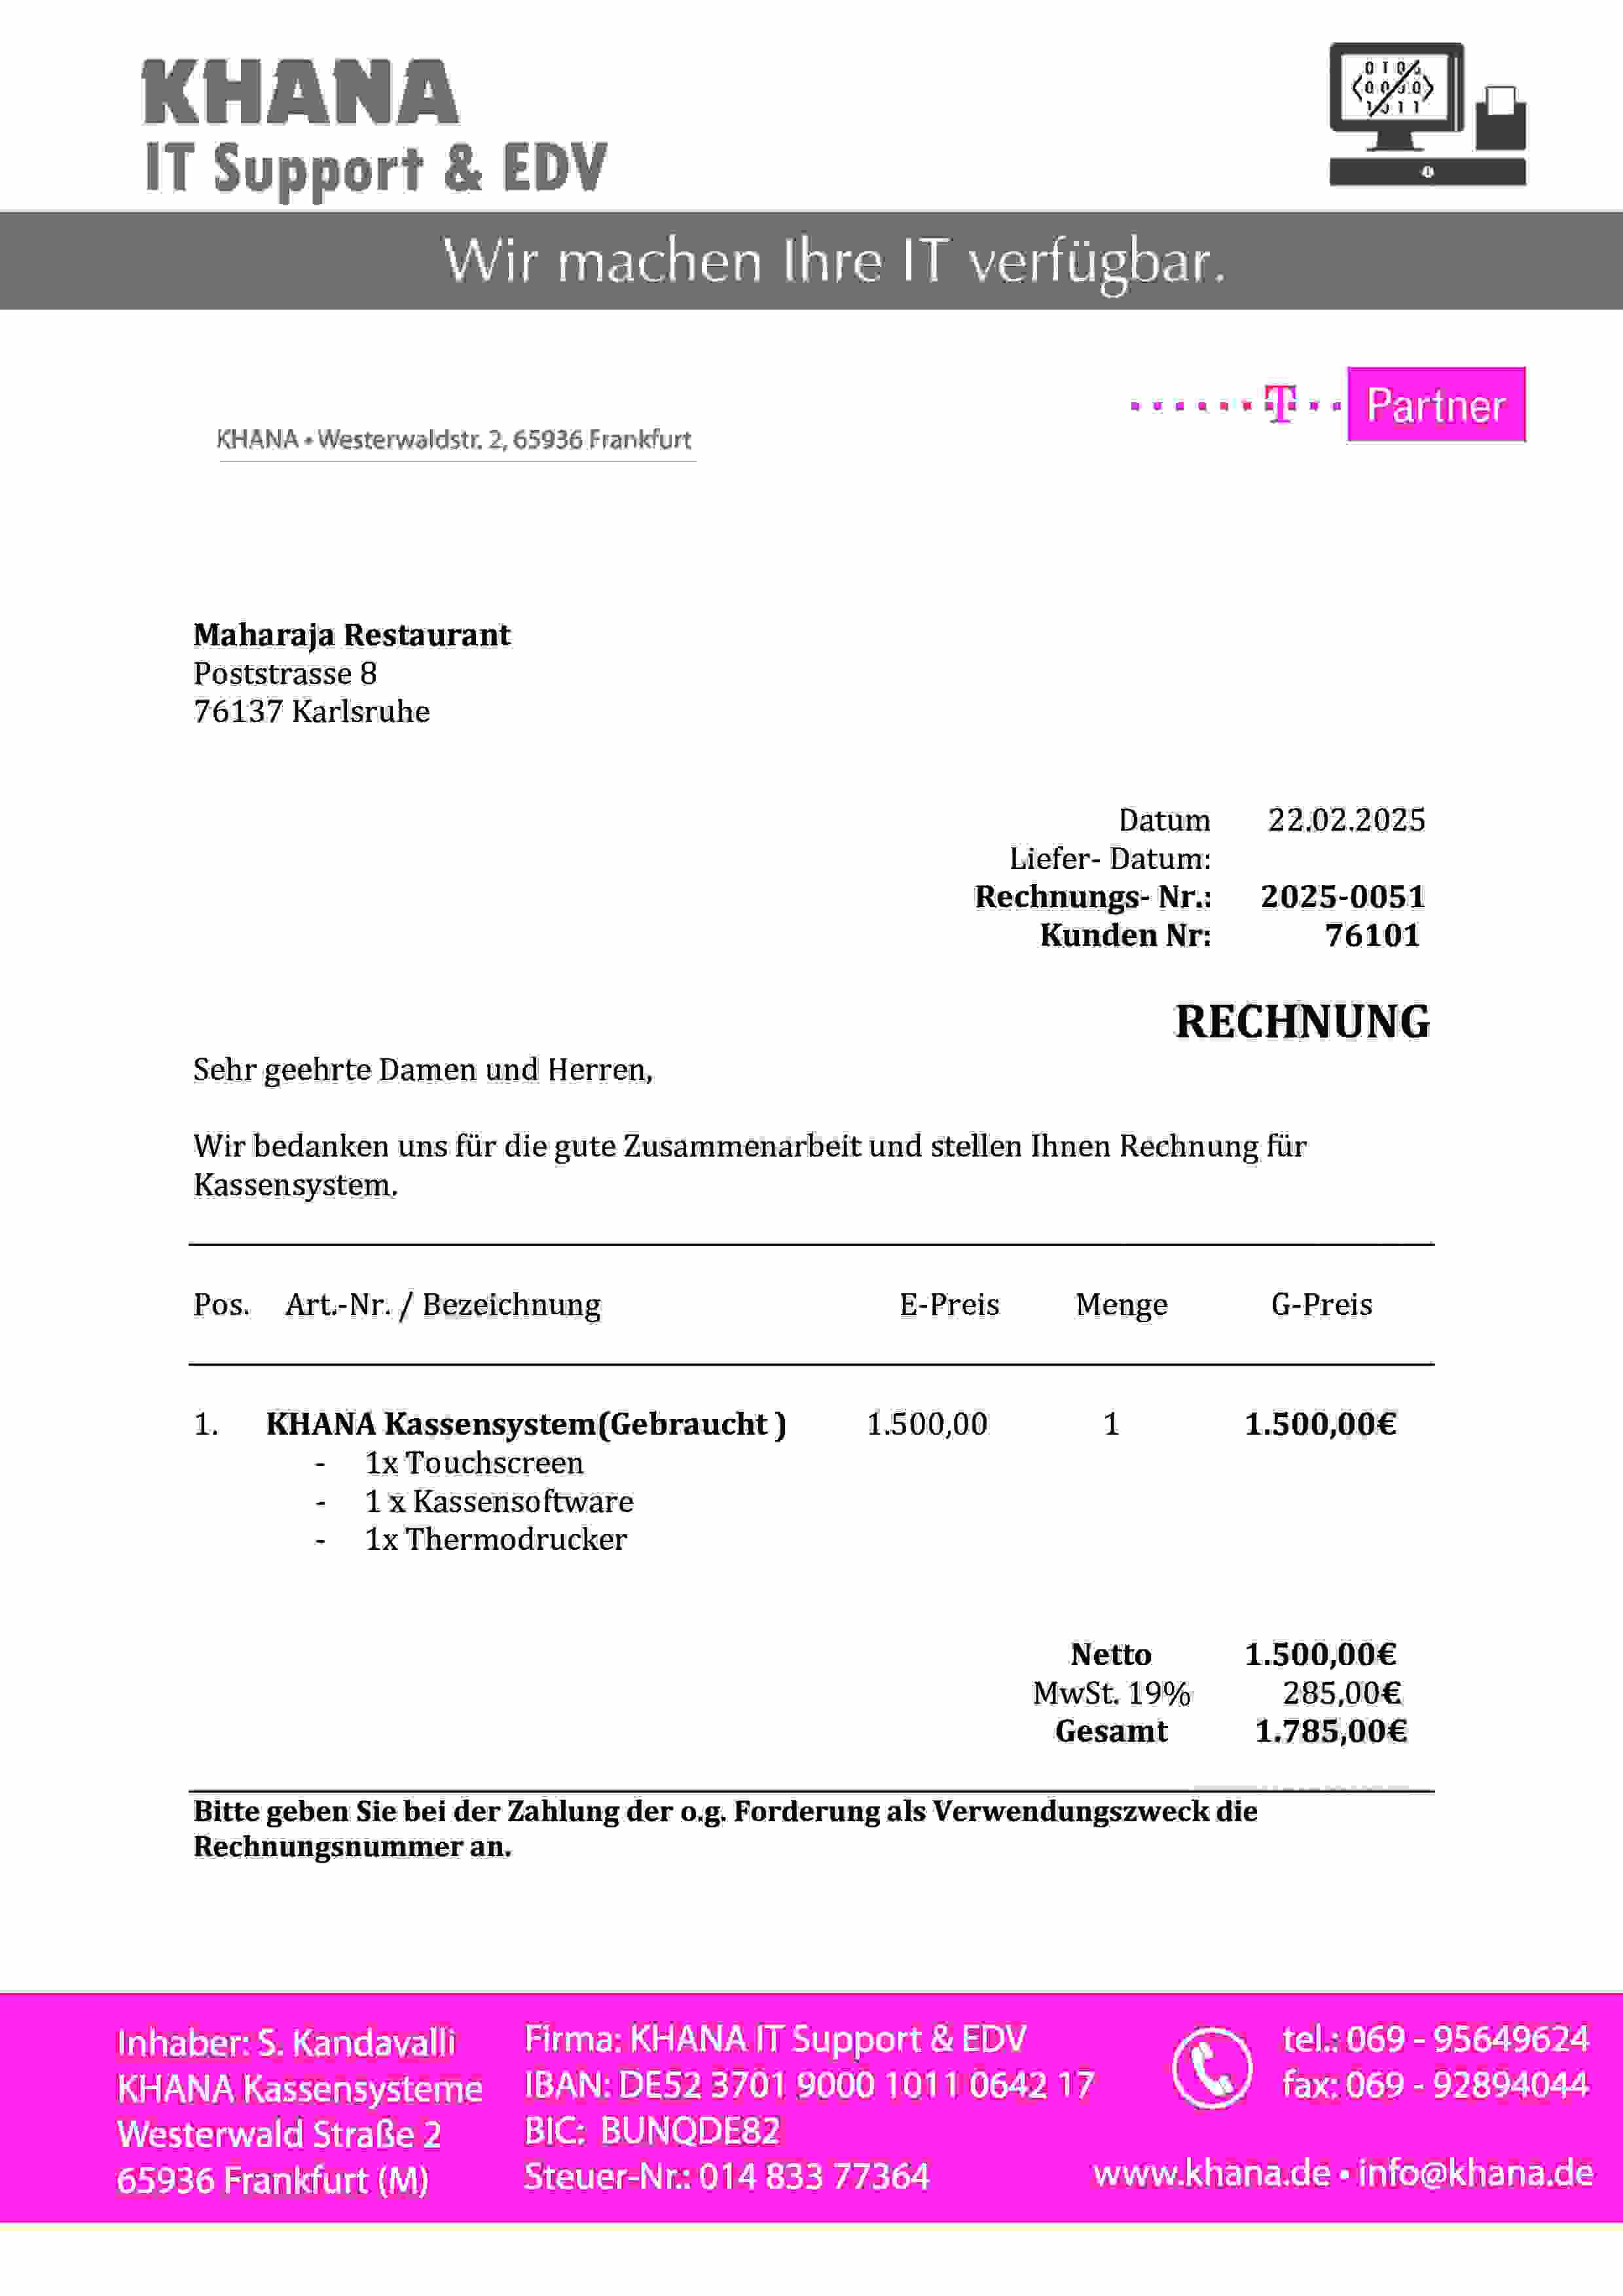 KHANA
IT Support & EDV
Wir machen Ihre IT verfügbar.
T Partner
KHANA • Westerwaldstr. 2, 65936 Frankfurt
Maharaja Restaurant
Poststrasse 8
76137 Karlsruhe
Datum 22.02.2025
Liefer- Datum:
Rechnungs- Nr.: 2025-0051
Kunden Nr: 76101
RECHNUNG
Sehr geehrte Damen und Herren,
Wir bedanken uns für die gute Zusammenarbeit und stellen Ihnen Rechnung für
Kassensystem.
Pos. Art.-Nr. / Bezeichnung E-Preis Menge G-Preis
1. KHANA Kassensystem(Gebraucht ) 1.500,00 1 1.500,00€
- 1x Touchscreen
- 1 x Kassensoftware
- 1x Thermodrucker
Netto 1.500,00€
MwSt. 19% 285,00€
Gesamt 1.785,00€
Bitte geben Sie bei der Zahlung der o.g. Forderung als Verwendungszweck die
Rechnungsnummer an.
Inhaber: S. Kandavalli
KHANA Kassensysteme
Westerwald Straße 2
65936 Frankfurt (M)
Firma: KHANA IT Support & EDV
IBAN: DE52 3701 9000 1011 0642 17
BIC: BUNQDE82
Steuer-Nr.: 014 833 77364
tel.: 069 - 95649624
fax: 069 - 92894044
www.khana.de • info@khana.de